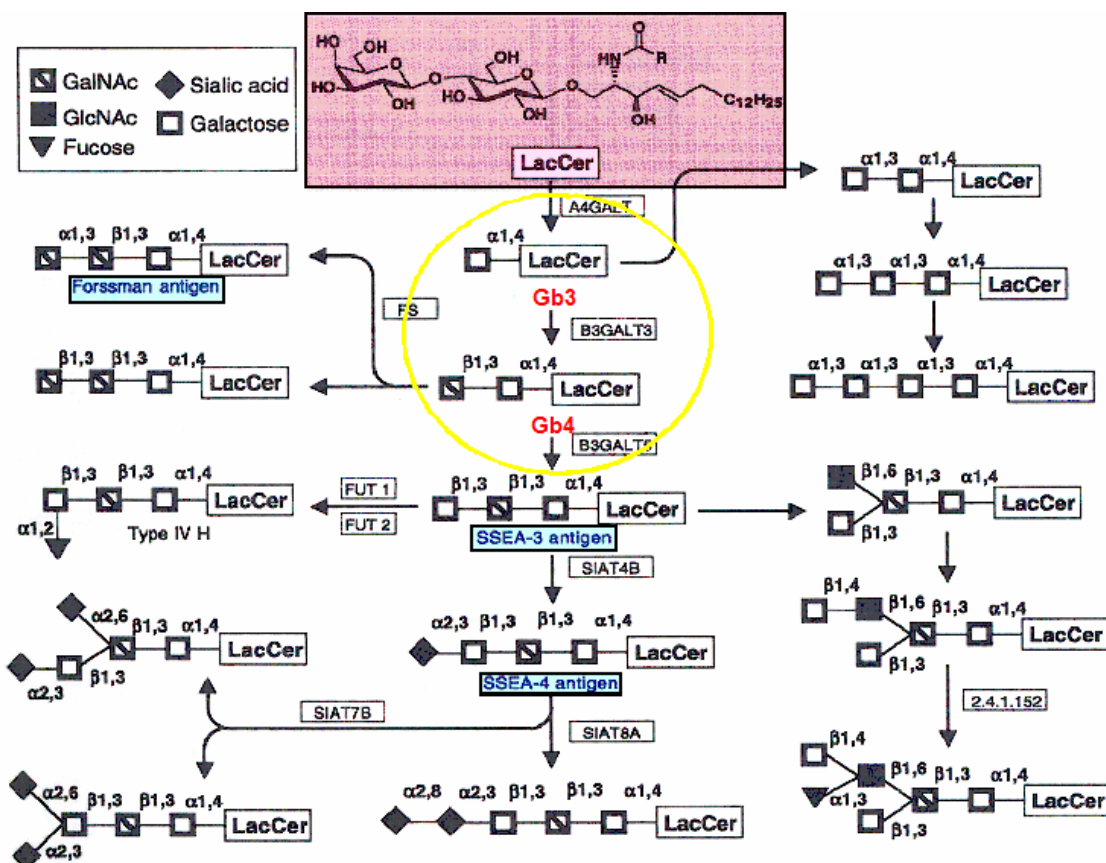 GalNAc
Sialic acid
GlcNAc
Galactose
Fucose
HO
OH
O
HO
OH
O
OH
O
HO
OH
O
O
HN
O
R
OH
C12H25
LacCer
A4GALT
α1,3 α1,4
LacCer
α1,3 β1,3 α1,4
LacCer
Forssman antigen
α1,4
LacCer
Gb3
FS
B3GALT3
α1,3 α1,3 α1,4
LacCer
β1,3 β1,3 α1,4
LacCer
β1,3 α1,4
LacCer
Gb4
α1,3 α1,3 α1,3 α1,4
LacCer
β1,3 β1,3 α1,4
LacCer
α1,2
Type IV H
FUT 1
FUT 2
β1,3 β1,3 α1,4
LacCer
SSEA-3 antigen
SIAT4B
β1,6
β1,3 α1,4
LacCer
β1,3
α2,6
β1,3 α1,4
LacCer
β1,3
α2,3
α2,3 β1,3 β1,3 α1,4
LacCer
SSEA-4 antigen
β1,4
β1,6 β1,3 α1,4
LacCer
β1,3
SIAT7B
SIAT8A
2.4.1.152
α2,6
β1,3 β1,3 α1,4
LacCer
α2,3
α2,8 α2,3 β1,3 β1,3 α1,4
LacCer
β1,4
β1,6 β1,3 α1,4
LacCer
α1,3
β1,3